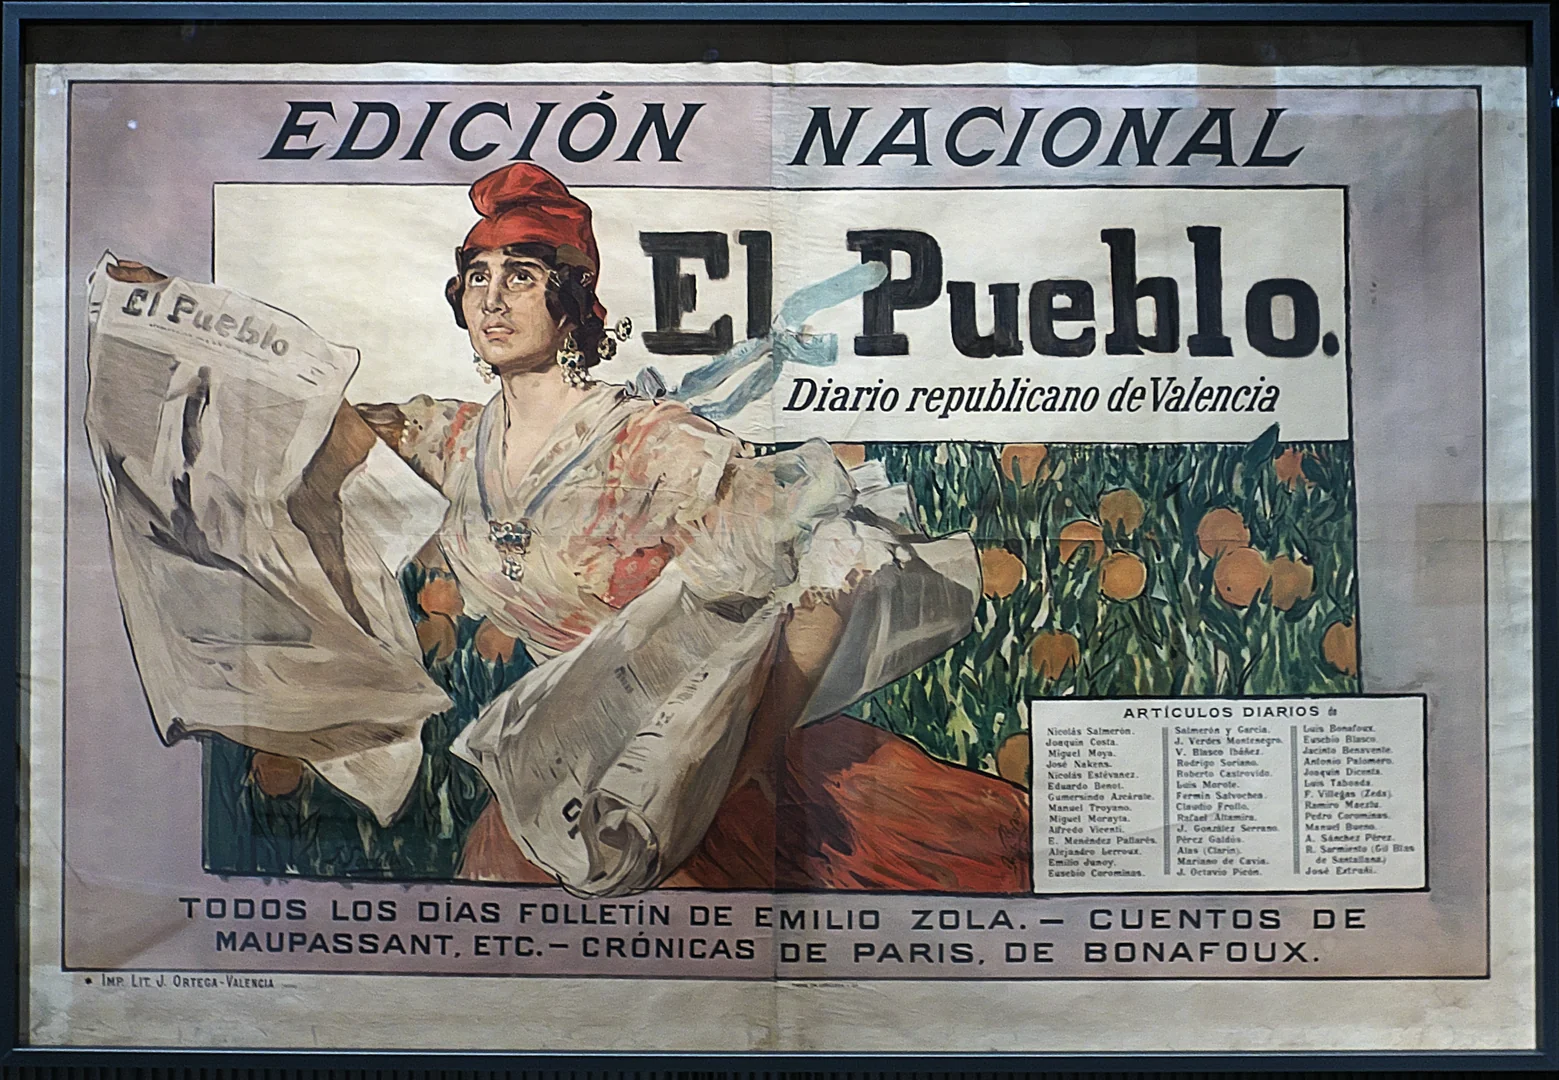 EDICIÓN NACIONAL
El Pueblo.
Diario republicano de Valencia
El Pueblo
ARTÍCULOS DIARIOS de
Nicolás Salmerón.
Joaquín Costa.
Miguel Moya.
José Nakens.
Nicolás Estévanez.
Eduardo Benot.
Gumersindo Azcárate.
Manuel Troyano.
Miguel Morayta.
Alfredo Vicenti.
E. Menéndez Pallarés.
Alejandro Lerroux.
Emilio Junoy.
Eusebio Corominas.
Salmerón y García.
J. Verdes Montenegro.
V. Blasco Ibáñez.
Rodrigo Soriano.
Roberto Castrovido.
Luis Morote.
Fermín Salvochea.
Claudio Frollo.
Rafael Altamira.
J. González Serrano.
Pérez Galdós.
Alas (Clarín).
Mariano de Cavia.
J. Octavio Picón.
Luis Bonafoux.
Eusebio Blasco.
Jacinto Benavente.
Antonio Palomero.
Joaquín Dicenta.
Luis Taboada.
F. Villegas (Zeda).
Ramiro Maeztu.
Pedro Corominas.
Manuel Bueno.
A. Sánchez Pérez.
R. Sarmiento (Gil Blas
de Santallana.)
José Estrañi.
TODOS LOS DÍAS FOLLETÍN DE EMILIO ZOLA. — CUENTOS DE
MAUPASSANT, ETC. — CRÓNICAS DE PARIS, DE BONAFOUX.
IMP. LIT. J. ORTEGA-VALENCIA